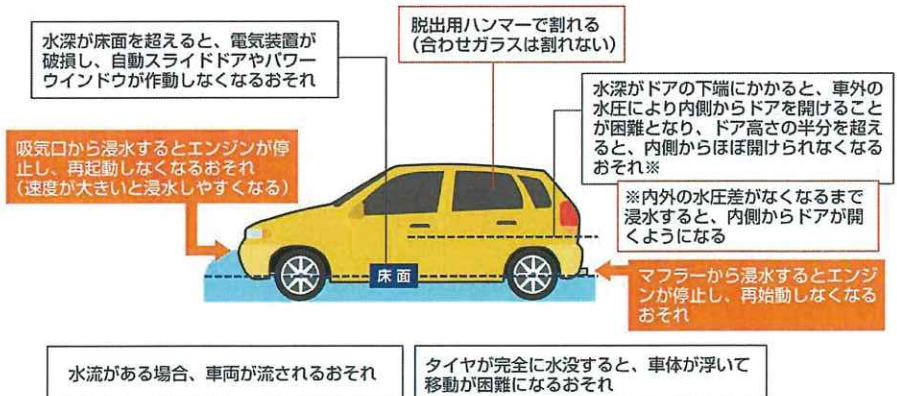 水深が床面を超えると、電気装置が
破損し、自動スライドドアやパワー
ウインドウが作動しなくなるおそれ
脱出用ハンマーで割れる
(合わせガラスは割れない)
水深がドアの下端にかかると、車外の
水圧により内側からドアを開けること
が困難となり、ドア高さの半分を超え
ると、内側からほぼ開けられなくなる
おそれ※
吸気口から浸水するとエンジンが停
止し、再起動しなくなるおそれ
(速度が大きいと浸水しやすくなる)
※内外の水圧差がなくなるまで
浸水すると、内側からドアが開
くようになる
床面
マフラーから浸水するとエンジ
ンが停止し、再始動しなくなる
おそれ
水流がある場合、車両が流されるおそれ
タイヤが完全に水没すると、車体が浮いて
移動が困難になるおそれ